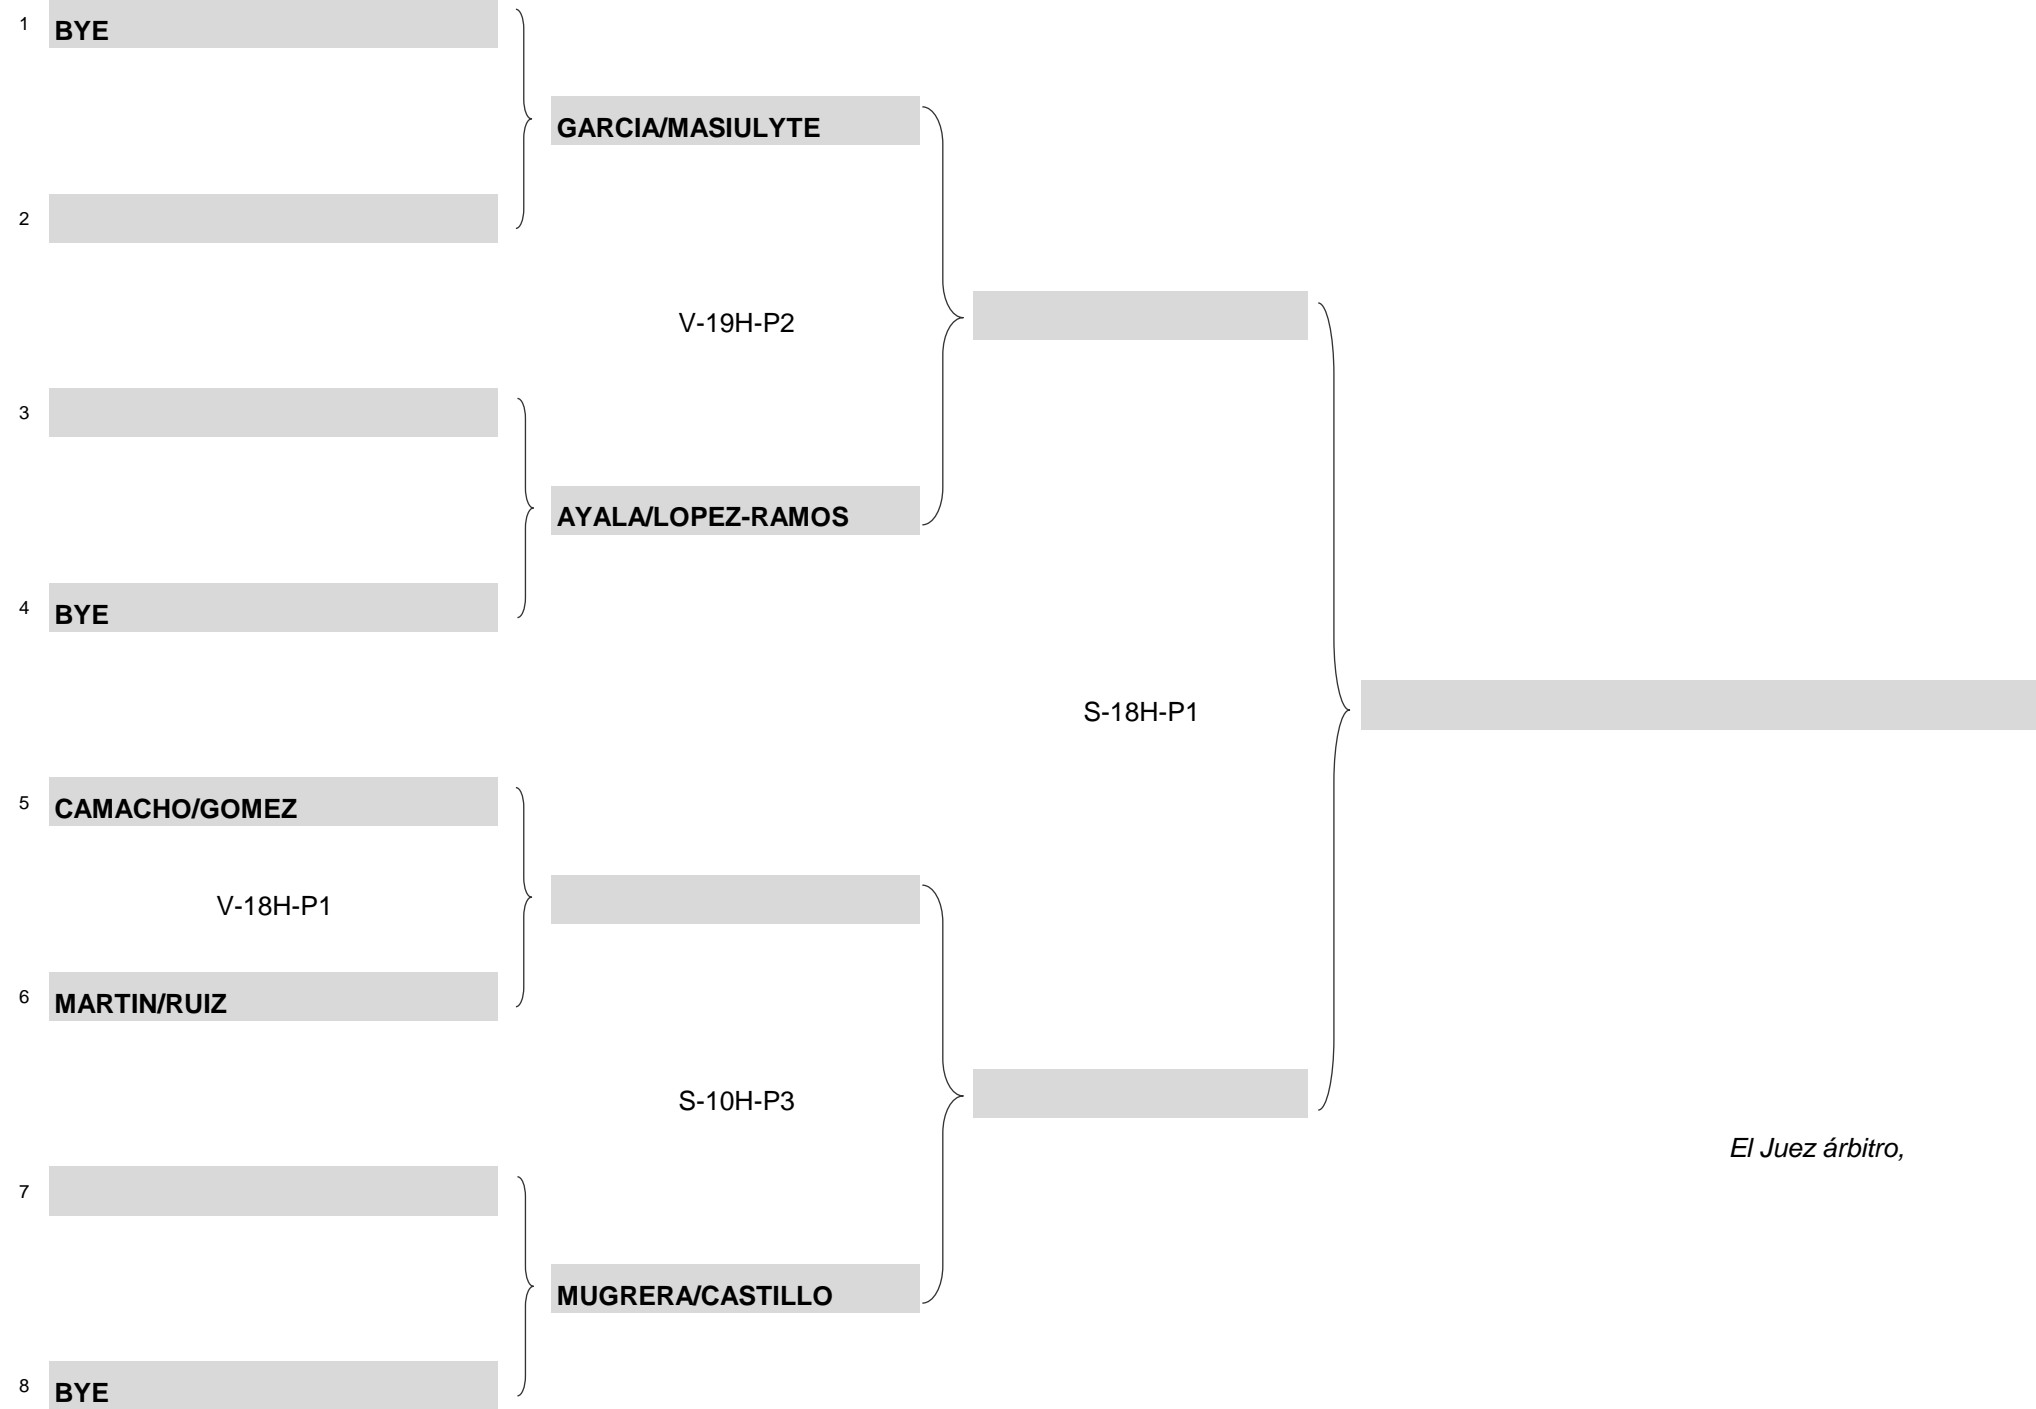 1 BYE
GARCIA/MASIULYTE
2
V-19H-P2
3
AYALA/LOPEZ-RAMOS
4 BYE
S-18H-P1
5 CAMACHO/GOMEZ
V-18H-P1
6 MARTIN/RUIZ
S-10H-P3
El Juez árbitro,
7
MUGRERA/CASTILLO
8 BYE